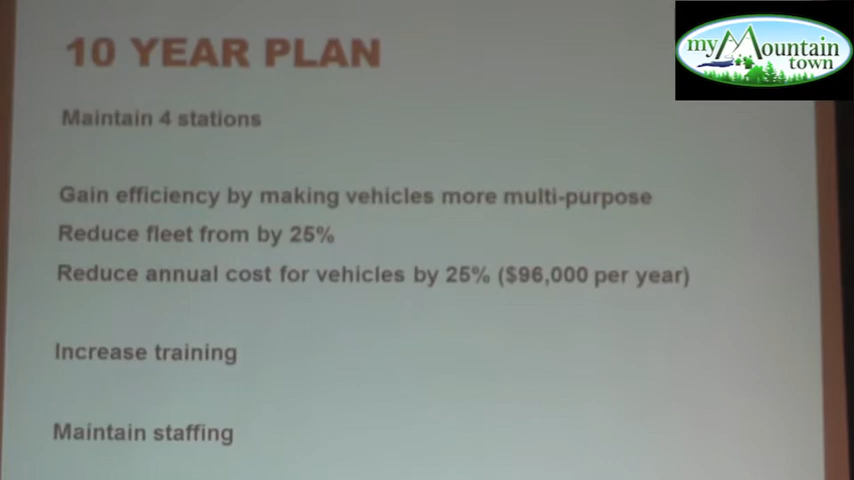 10 YEAR PLAN
my Mountain
town
Maintain 4 stations
Gain efficiency by making vehicles more multi-purpose
Reduce fleet from by 25%
Reduce annual cost for vehicles by 25% ($96,000 per year)
Increase training
Maintain staffing